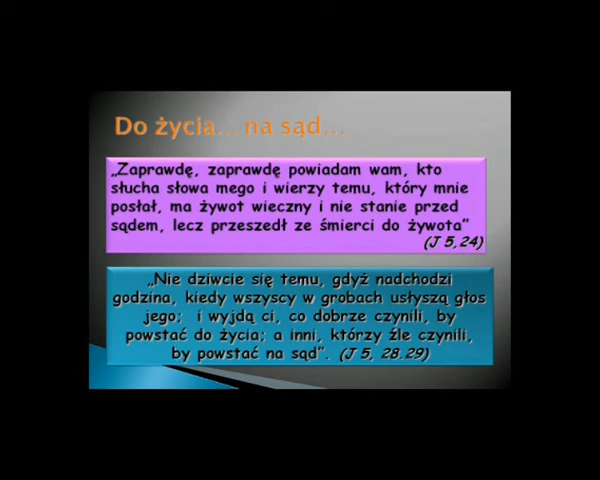 Do życia... na sąd...
„Zaprawdę, zaprawdę powiadam wam, kto
słucha słowa mego i wierzy temu, który mnie
posłał, ma żywot wieczny i nie stanie przed
sądem, lecz przeszedł ze śmierci do żywota”
(J 5,24)
„Nie dziwcie się temu, gdyż nadchodzi
godzina, kiedy wszyscy w grobach usłyszą głos
jego; i wyjdą ci, co dobrze czynili, by
powstać do życia; a inni, którzy źle czynili,
by powstać na sąd”. (J 5, 28.29)